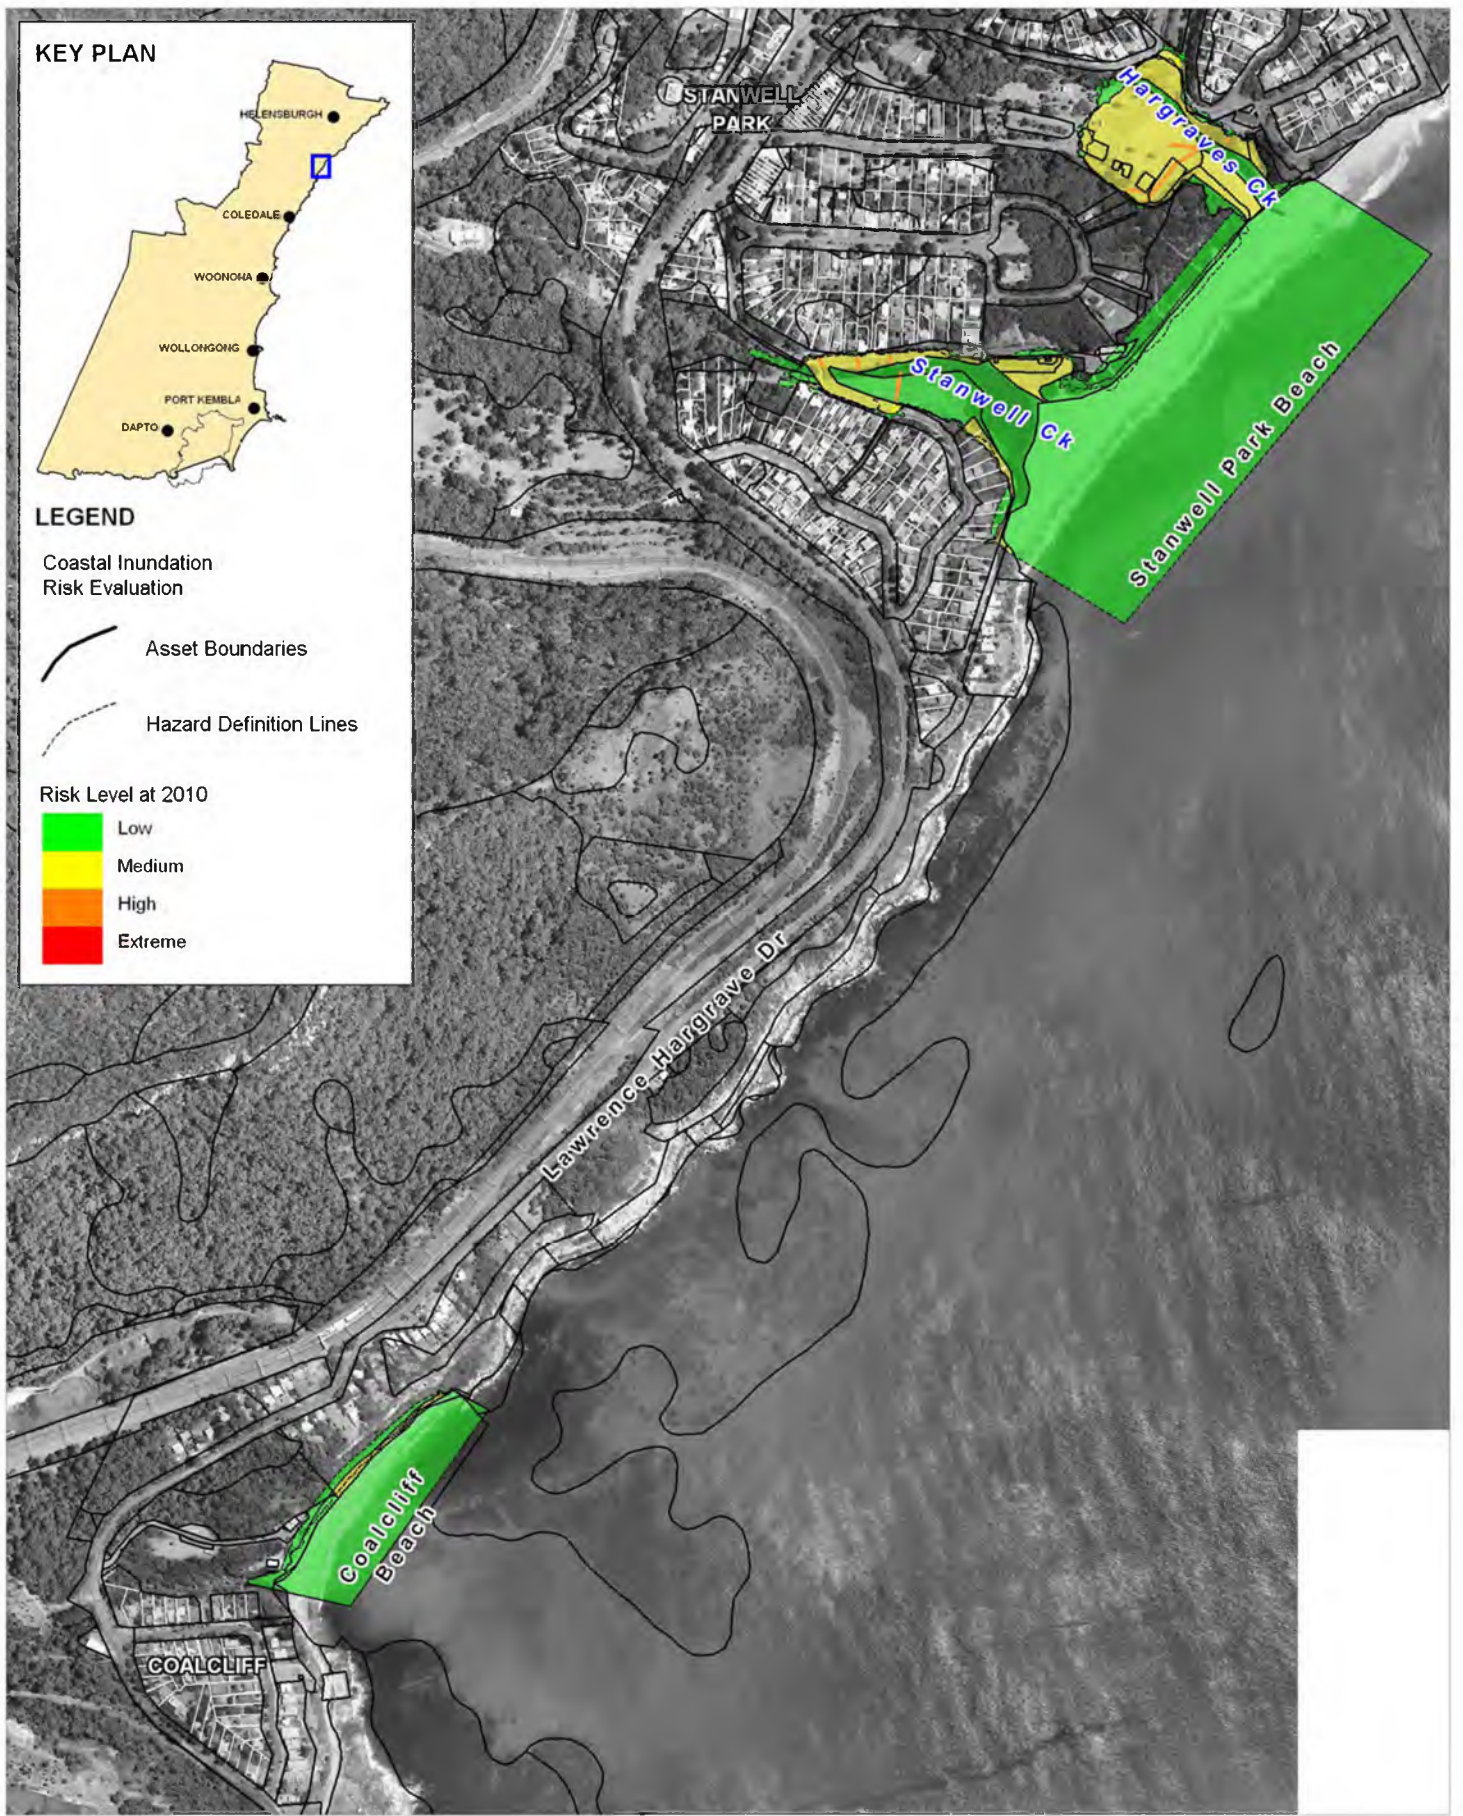 KEY PLAN
HELENSBURGH
COLEDALE
WOONONA
WOLLONGONG
PORT KEMBLA
DAPTO
LEGEND
Coastal Inundation
Risk Evaluation
Asset Boundaries
Hazard Definition Lines
Risk Level at 2010
Low
Medium
High
Extreme
STANWELL
PARK
Hargraves Ck
Stanwell Ck
Stanwell Park Beach
Lawrence Hargrave Dr
Coalcliff
Beach
COALCLIFF